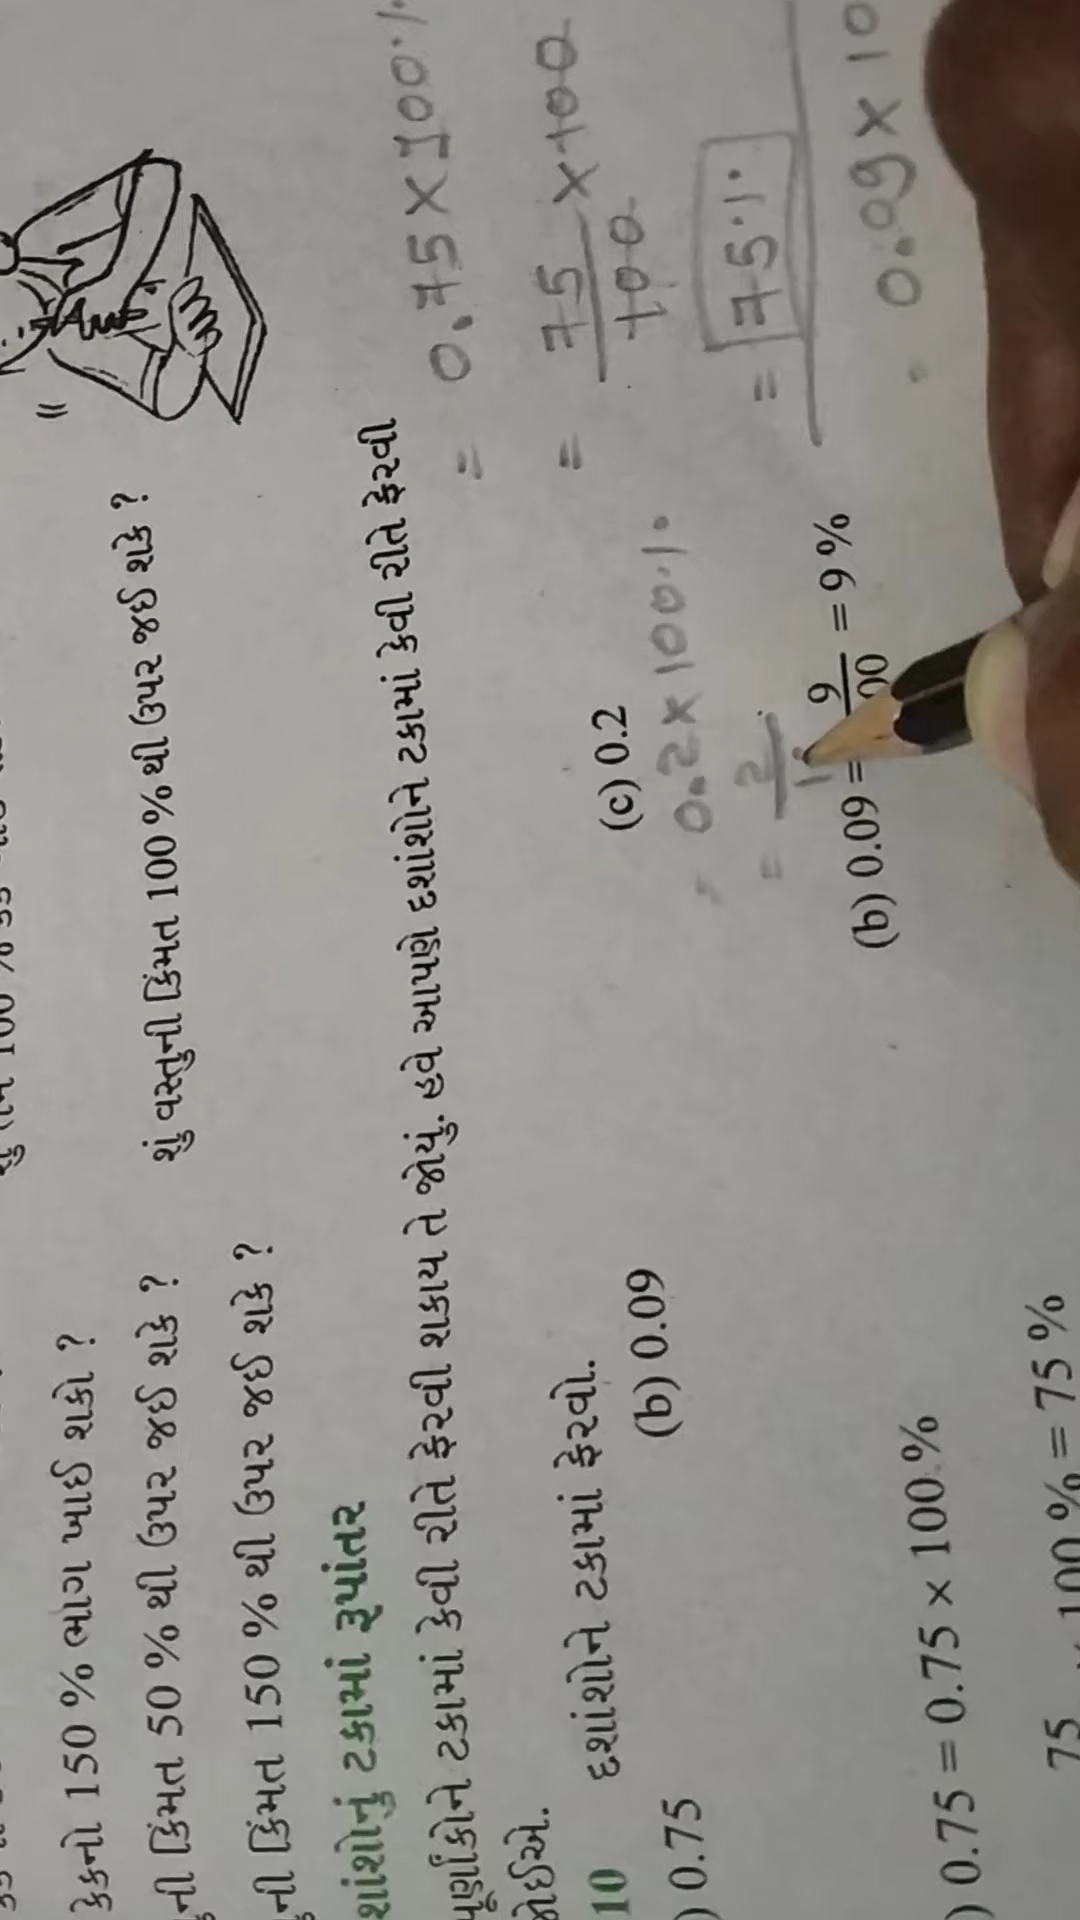 કેકનો 150 % ભાગ ખાઈ શકો ?
કિંમત 50 % થી ઉપર જઈ શકે ?
શું વસ્તુની કિંમત 100 % થી ઉપર જઈ શકે ?
કિંમત 150 % થી ઉપર જઈ શકે ?
ટકામાં રૂપાંતર
ટકામાં કેવી રીતે ફેરવી શકાય તે જોયું. હવે આપણે દશાંશોને ટકામાં કેવી રીતે ફેરવી
જોઈએ.
10 દશાંશોને ટકામાં ફેરવો.
) 0.75 (b) 0.09 (c) 0.2
) 0.75 = 0.75 × 100 %
(b) 0.09 = 9 = 9 %
100 % = 75 %
= 0.75 × 100%
= 75/100 × 100
= 75%
0.2 × 100%
= 2/1
0.09 × 10